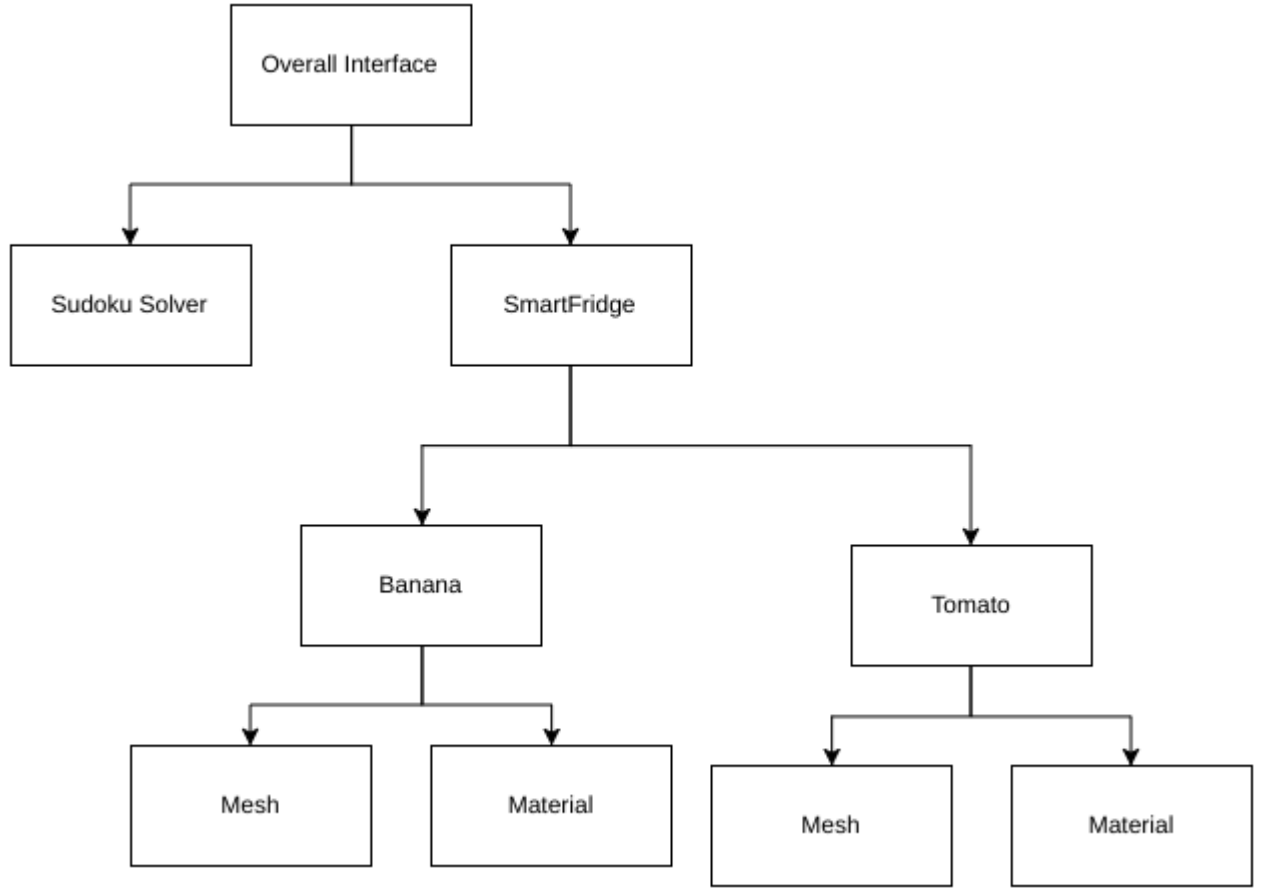 Overall Interface
Sudoku Solver
SmartFridge
Banana
Tomato
Mesh
Material
Mesh
Material